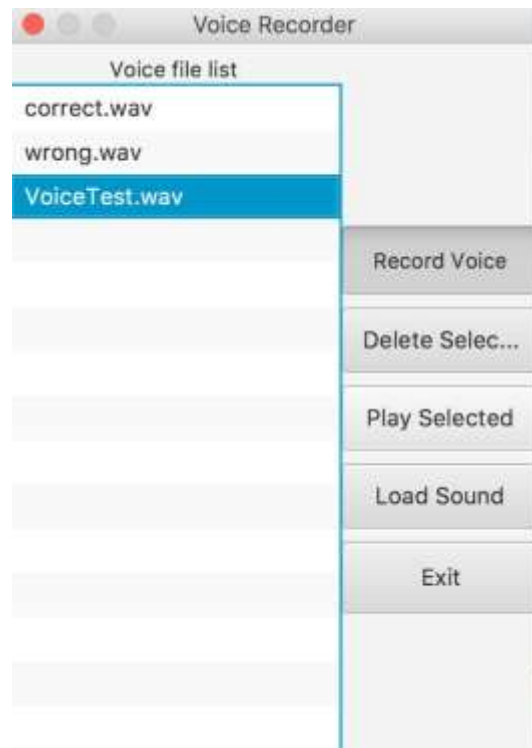 Voice Recorder
Voice file list
correct.wav
wrong.wav
VoiceTest.wav
Record Voice
Delete Selec...
Play Selected
Load Sound
Exit